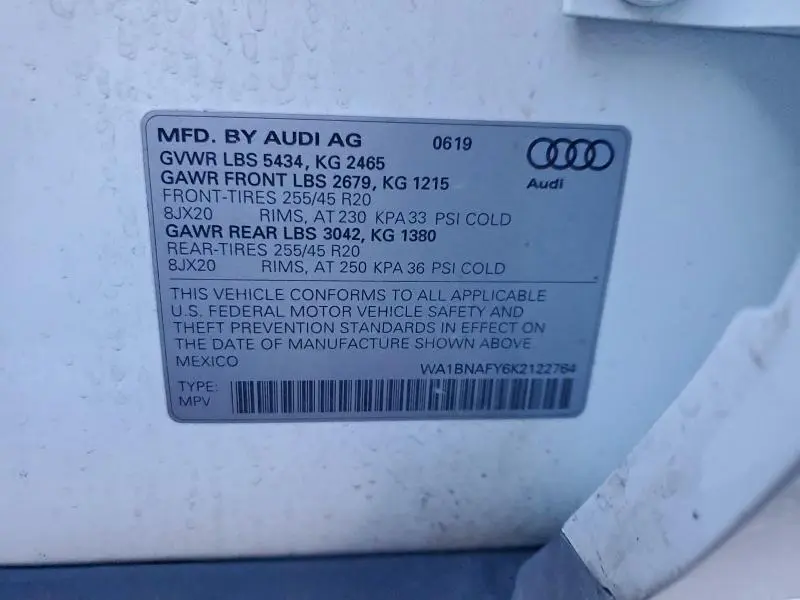 MFD. BY AUDI AG 0619
GVWR LBS 5434, KG 2465
GAWR FRONT LBS 2679, KG 1215
FRONT-TIRES 255/45 R20
8JX20 RIMS, AT 230 KPA 33 PSI COLD
GAWR REAR LBS 3042, KG 1380
REAR-TIRES 255/45 R20
8JX20 RIMS, AT 250 KPA 36 PSI COLD
Audi
THIS VEHICLE CONFORMS TO ALL APPLICABLE
U.S. FEDERAL MOTOR VEHICLE SAFETY AND
THEFT PREVENTION STANDARDS IN EFFECT ON
THE DATE OF MANUFACTURE SHOWN ABOVE.
MEXICO WA1BNAFY6K2122764
TYPE:
MPV